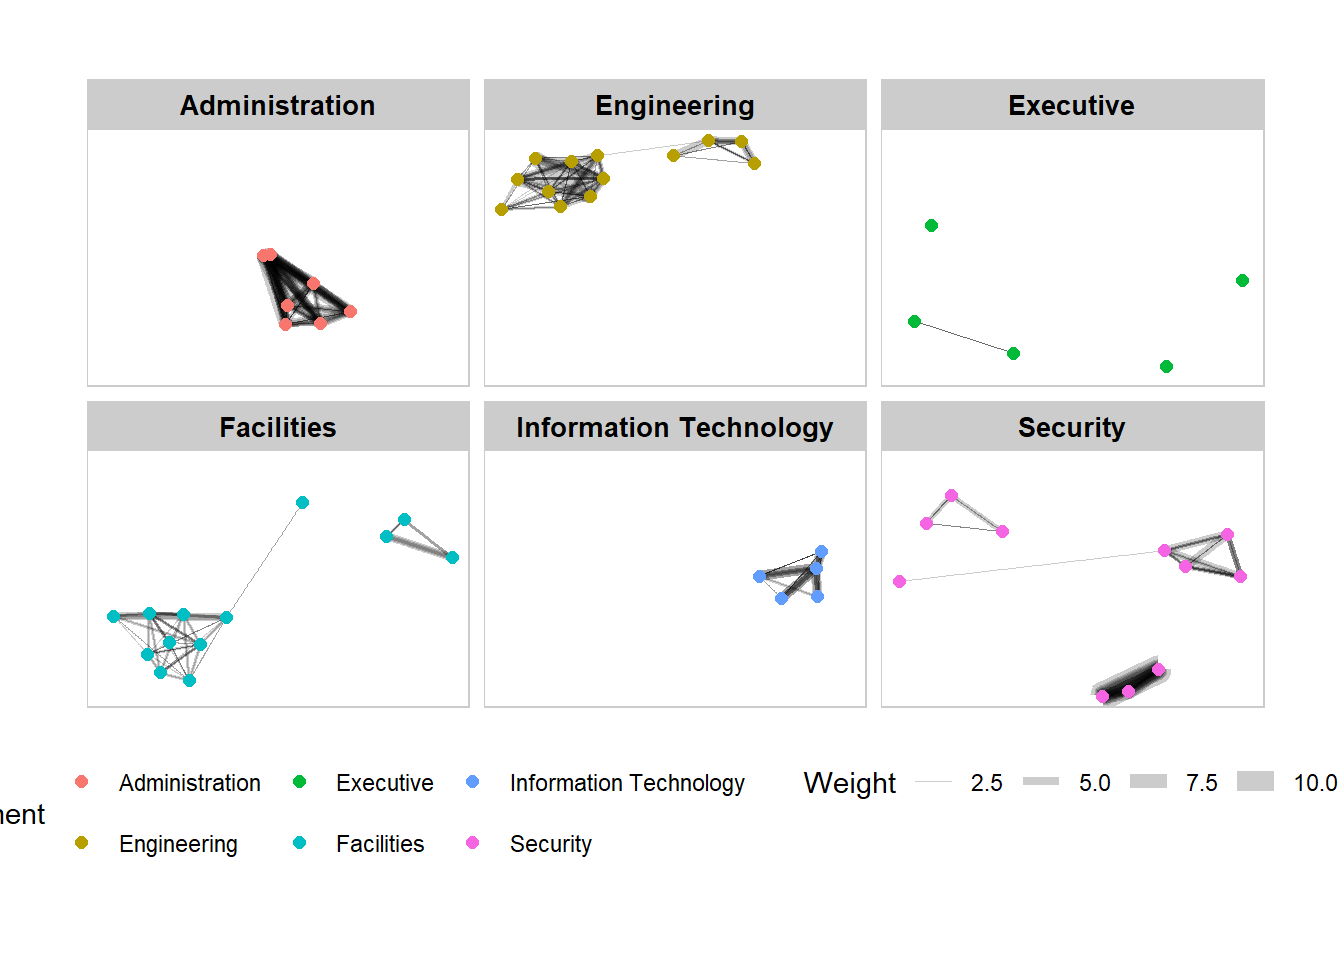 Administration Engineering Executive
Facilities Information Technology Security
Administration Executive Information Technology Weight 2.5 5.0 7.5 10.0
Engineering Facilities Security